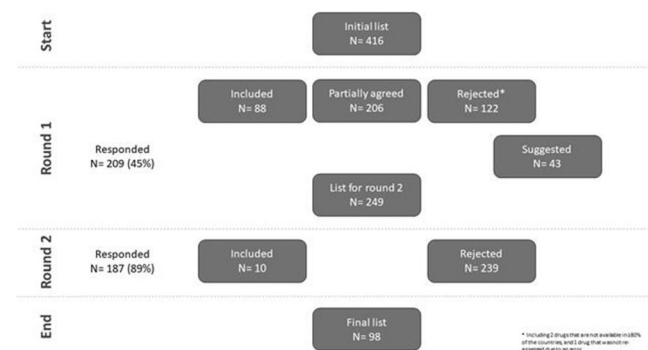 Start
Initial list
N= 416
Round 1
Included
N= 88
Partially agreed
N= 206
Rejected*
N= 122
Responded
N= 209 (45%)
Suggested
N= 43
List for round 2
N= 249
Round 2
Responded
N= 187 (89%)
Included
N= 10
Rejected
N= 239
End
Final list
N= 98
* Including 2 drugs that are not available in ≥80%
of the countries, and 1 drug that was not re-